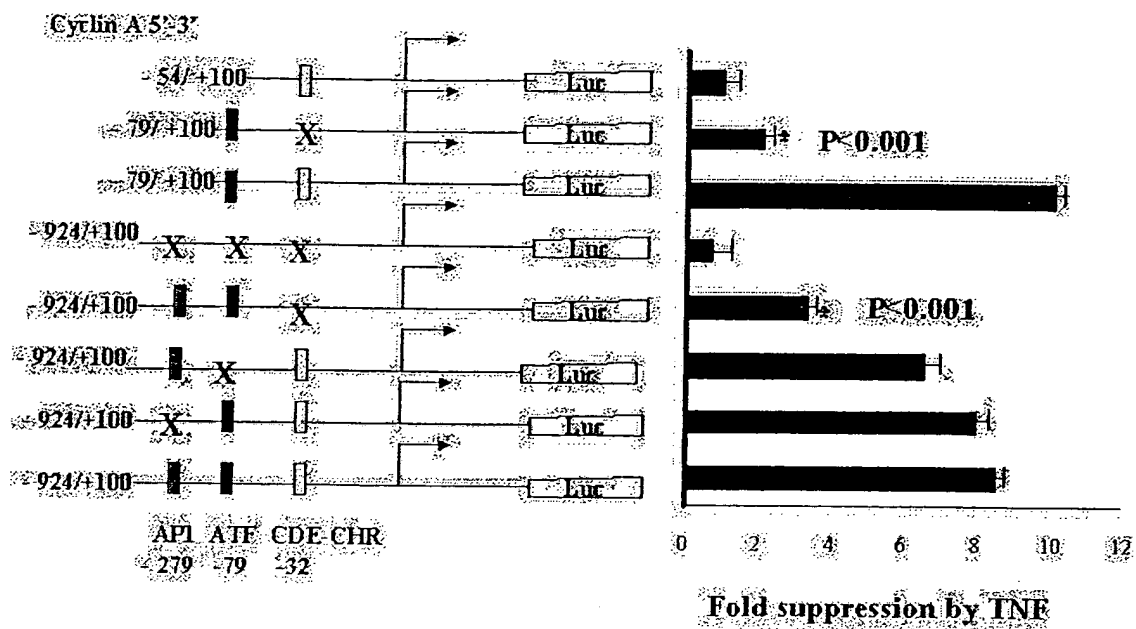 Cyclin A 5'-3'
-54/+100 Luc
-79/+100 X Luc P<0.001
-79/+100 Luc
-924/+100 X X X Luc
-924/+100 X Luc P<0.001
-924/+100 X Luc
-924/+100 X Luc
-924/+100 Luc
AP1 ATF CDE-CHR
-279 -79 -32
0 2 4 6 8 10 12
Fold suppression by TNF